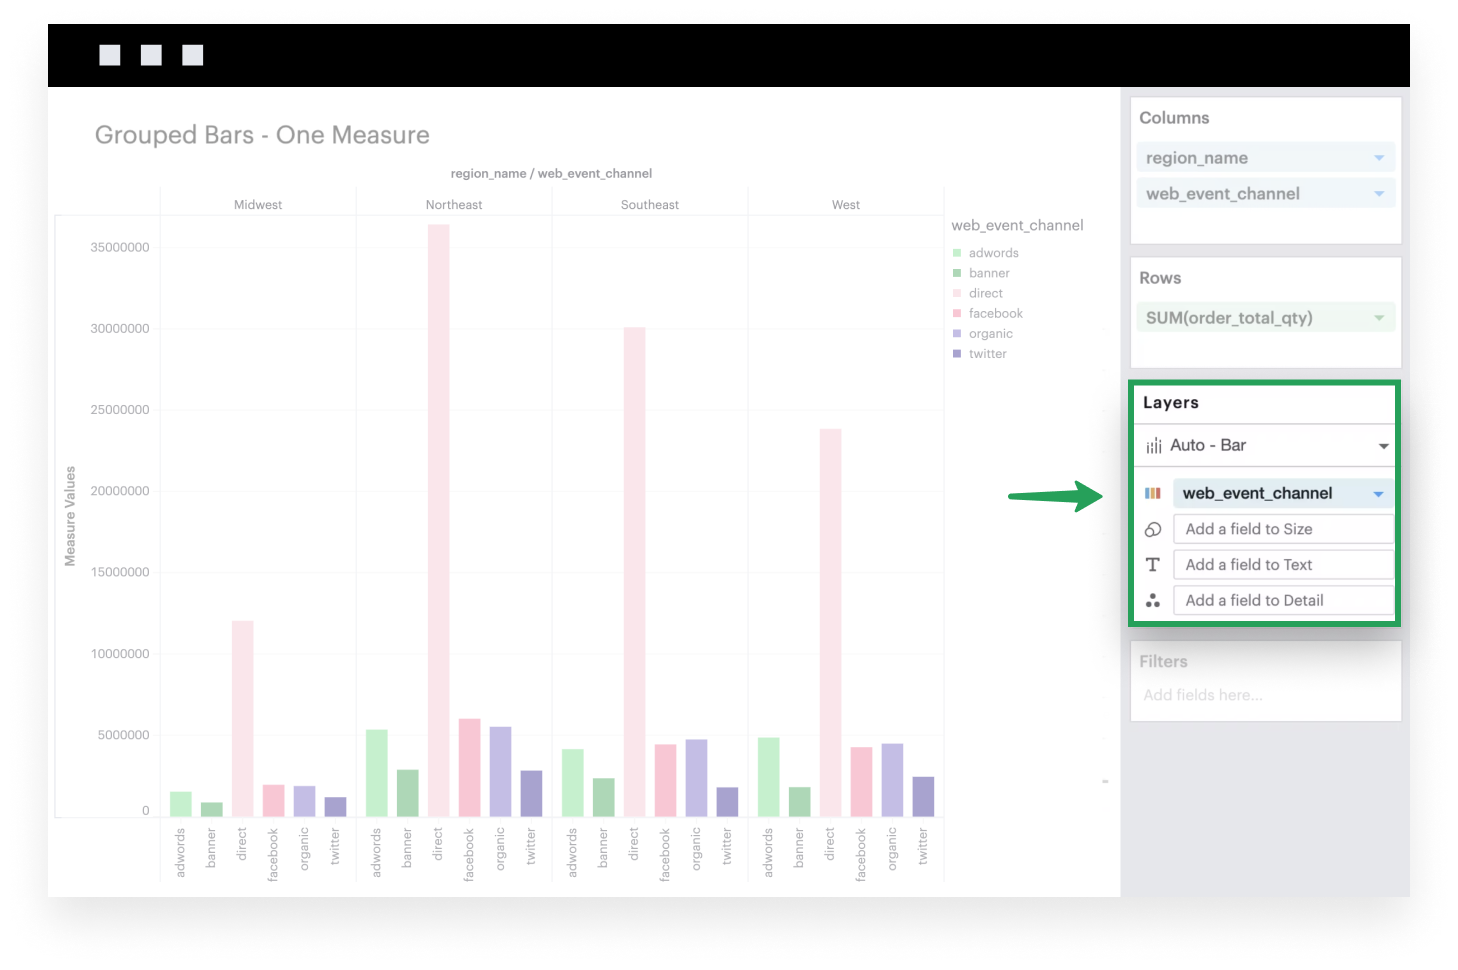 Grouped Bars - One Measure
region_name / web_event_channel
Midwest
Northeast
Southeast
West
35000000
30000000
25000000
20000000
15000000
10000000
5000000
0
Measure Values
adwords
banner
direct
facebook
organic
twitter
adwords
banner
direct
facebook
organic
twitter
adwords
banner
direct
facebook
organic
twitter
adwords
banner
direct
facebook
organic
twitter
web_event_channel
adwords
banner
direct
facebook
organic
twitter
Columns
region_name
web_event_channel
Rows
SUM(order_total_qty)
Layers
Auto - Bar
web_event_channel
Add a field to Size
T Add a field to Text
Add a field to Detail
Filters
Add fields here...